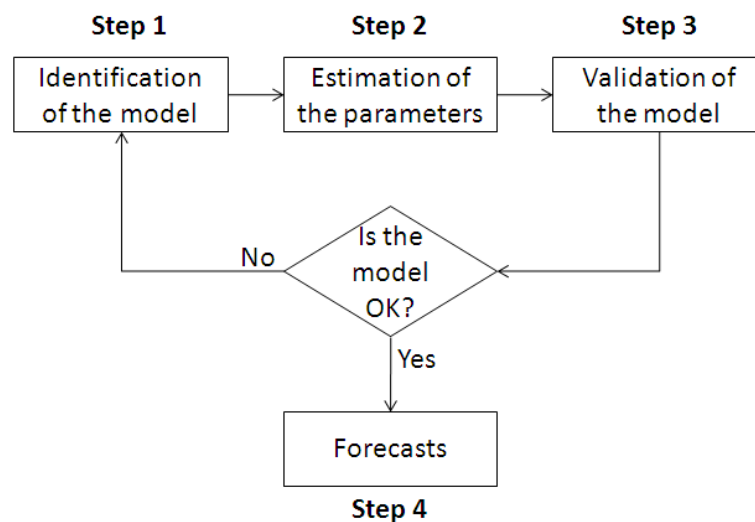 Step 1
Step 2
Step 3
Identification
of the model
Estimation of
the parameters
Validation of
the model
Is the
model
OK?
No
Yes
Forecasts
Step 4